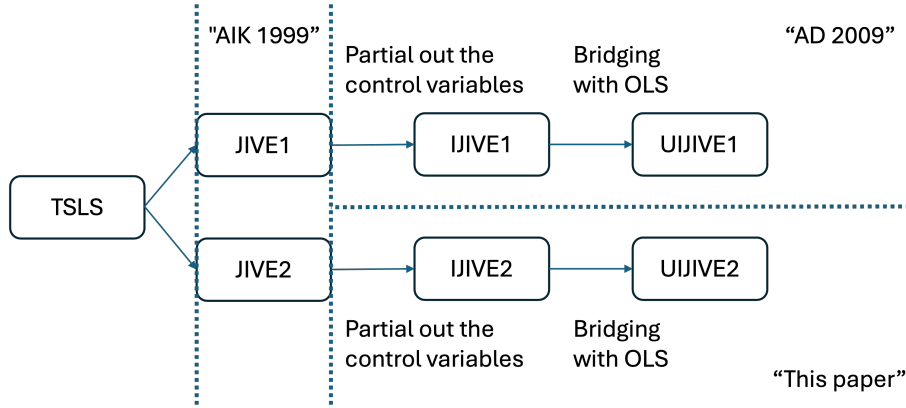 "AIK 1999”
“AD 2009”
Partial out the
control variables
Bridging
with OLS
JIVE1
IJIVE1
UIJIVE1
TSLS
JIVE2
IJIVE2
UIJIVE2
Partial out the
control variables
Bridging
with OLS
“This paper”